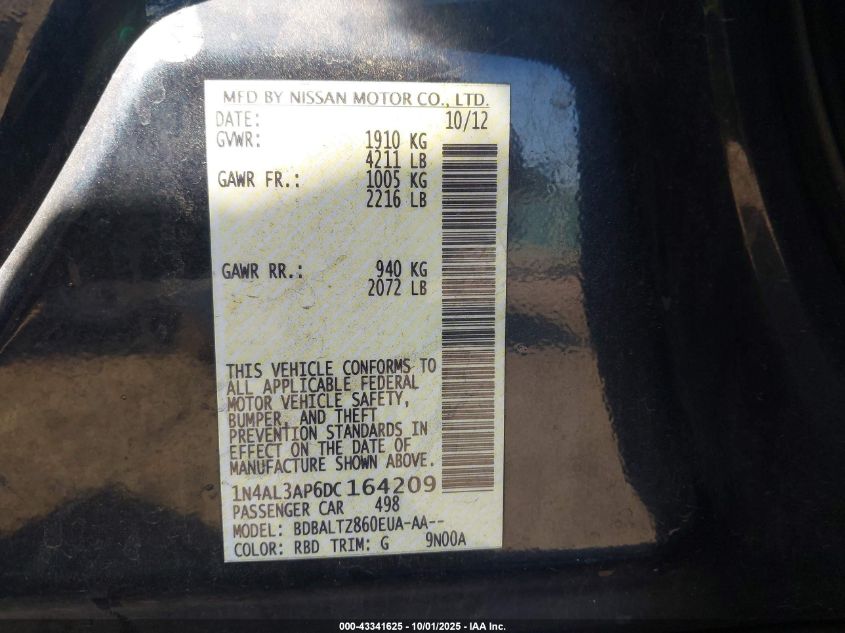 MFD BY NISSAN MOTOR CO., LTD.
DATE: 10/12
GVWR: 1910 KG
4211 LB
GAWR FR.: 1005 KG
2216 LB
GAWR RR.: 940 KG
2072 LB
THIS VEHICLE CONFORMS TO
ALL APPLICABLE FEDERAL
MOTOR VEHICLE SAFETY,
BUMPER, AND THEFT
PREVENTION STANDARDS IN
EFFECT ON THE DATE OF
MANUFACTURE SHOWN ABOVE.
1N4AL3AP6DC164209
PASSENGER CAR 498
MODEL: BDBALTZ860EUA-AA--
COLOR: RBD TRIM: G 9N00A
000-43341625 - 10/01/2025 - IAA Inc.